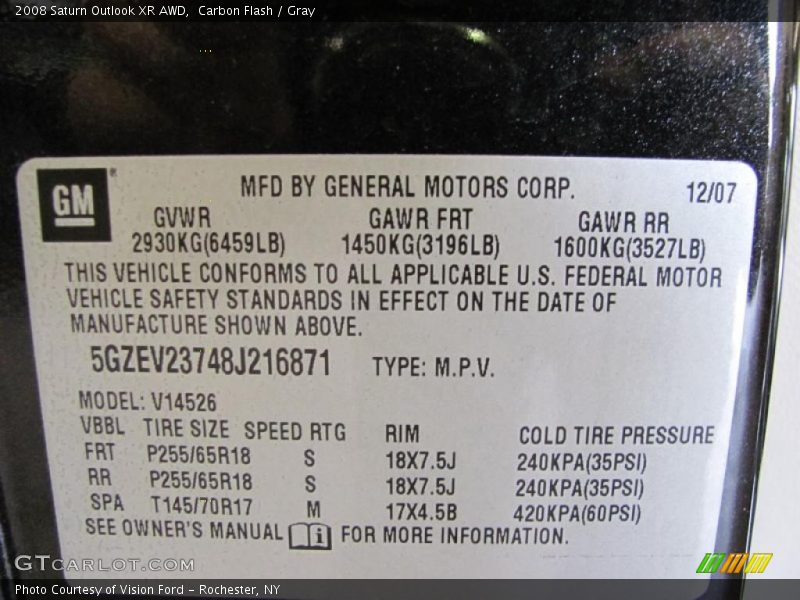 2008 Saturn Outlook XR AWD,  Carbon Flash / Gray
GM ®
MFD BY GENERAL MOTORS CORP. 12/07
GVWR GAWR FRT GAWR RR
2930KG(6459LB) 1450KG(3196LB) 1600KG(3527LB)
THIS VEHICLE CONFORMS TO ALL APPLICABLE U.S. FEDERAL MOTOR
VEHICLE SAFETY STANDARDS IN EFFECT ON THE DATE OF
MANUFACTURE SHOWN ABOVE.
5GZEV23748J216871 TYPE: M.P.V.
MODEL: V14526
VBBL TIRE SIZE SPEED RTG RIM COLD TIRE PRESSURE
FRT P255/65R18 S 18X7.5J 240KPA(35PSI)
RR P255/65R18 S 18X7.5J 240KPA(35PSI)
SPA T145/70R17 M 17X4.5B 420KPA(60PSI)
SEE OWNER'S MANUAL i FOR MORE INFORMATION.
GTCARLOT.COM
Photo Courtesy of Vision Ford – Rochester, NY